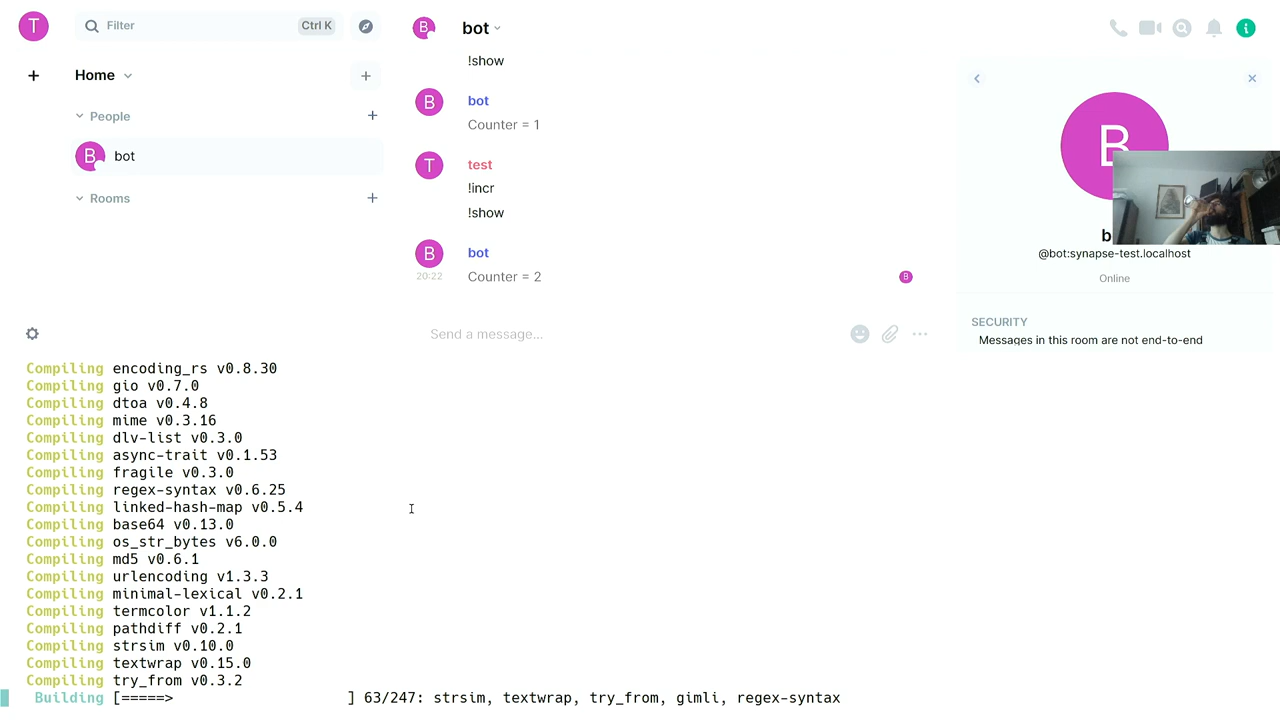 T
Filter
Ctrl K
B
bot
Home
People
B
bot
Rooms
!show
B
bot
Counter = 1
T
test
!incr
!show
B
bot
20:22
Counter = 2
B
Send a message...
B
b
@bot:synapse-test.localhost
Online
SECURITY
Messages in this room are not end-to-end
Compiling encoding_rs v0.8.30
Compiling gio v0.7.0
Compiling dtoa v0.4.8
Compiling mime v0.3.16
Compiling dlv-list v0.3.0
Compiling async-trait v0.1.53
Compiling fragile v0.3.0
Compiling regex-syntax v0.6.25
Compiling linked-hash-map v0.5.4
Compiling base64 v0.13.0
Compiling os_str_bytes v6.0.0
Compiling md5 v0.6.1
Compiling urlencoding v1.3.3
Compiling minimal-lexical v0.2.1
Compiling termcolor v1.1.2
Compiling pathdiff v0.2.1
Compiling strsim v0.10.0
Compiling textwrap v0.15.0
Compiling try_from v0.3.2
Building [=====>                    ] 63/247: strsim, textwrap, try_from, gimli, regex-syntax